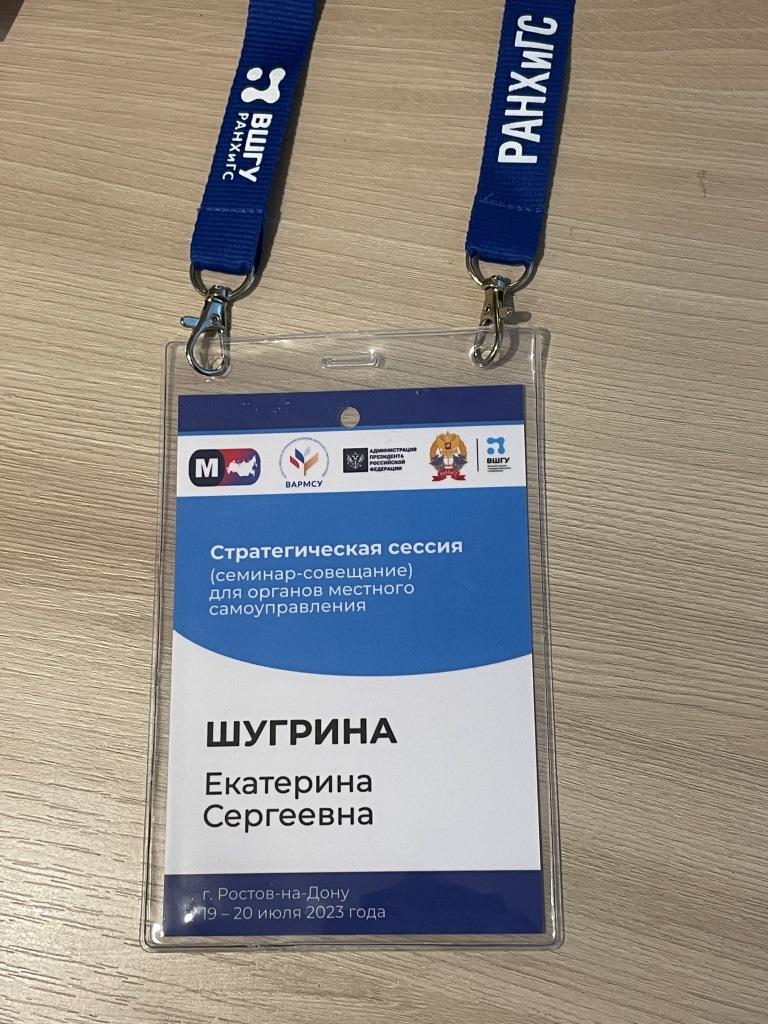 ВШГУ
РАНХиГС
РАНХиГС
М
ВАРМСУ
АДМИНИСТРАЦИЯ
ПРЕЗИДЕНТА
РОССИЙСКОЙ
ФЕДЕРАЦИИ
ВШГУ
Стратегическая сессия
(семинар-совещание)
для органов местного
самоуправления
ШУГРИНА
Екатерина
Сергеевна
г. Ростов-на-Дону
19 – 20 июля 2023 года